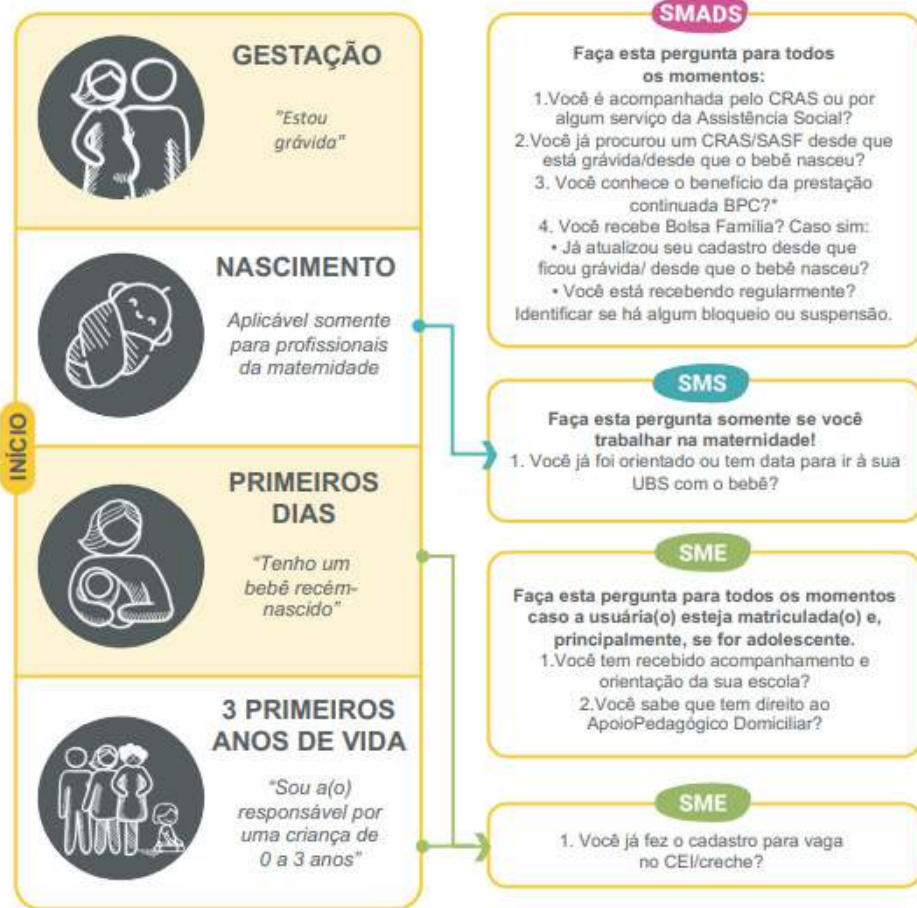 INÍCIO
GESTAÇÃO
"Estou
grávida"
NASCIMENTO
Aplicável somente
para profissionais
da maternidade
PRIMEIROS
DIAS
"Tenho um
bebê recém-
nascido"
3 PRIMEIROS
ANOS DE VIDA
"Sou a(o)
responsável por
uma criança de
0 a 3 anos"
SMADS
Faça esta pergunta para todos
os momentos:
1.Você é acompanhada pelo CRAS ou por
algum serviço da Assistência Social?
2.Você já procurou um CRAS/SASF desde que
está grávida/desde que o bebê nasceu?
3. Você conhece o benefício da prestação
continuada BPC?*
4. Você recebe Bolsa Família? Caso sim:
• Já atualizou seu cadastro desde que
ficou grávida/ desde que o bebê nasceu?
• Você está recebendo regularmente?
Identificar se há algum bloqueio ou suspensão.
SMS
Faça esta pergunta somente se você
trabalhar na maternidade!
1. Você já foi orientado ou tem data para ir à sua
UBS com o bebê?
SME
Faça esta pergunta para todos os momentos
caso a usuária(o) esteja matriculada(o) e,
principalmente, se for adolescente.
1.Você tem recebido acompanhamento e
orientação da sua escola?
2.Você sabe que tem direito ao
ApoioPedagógico Domiciliar?
SME
1. Você já fez o cadastro para vaga
no CEI/creche?